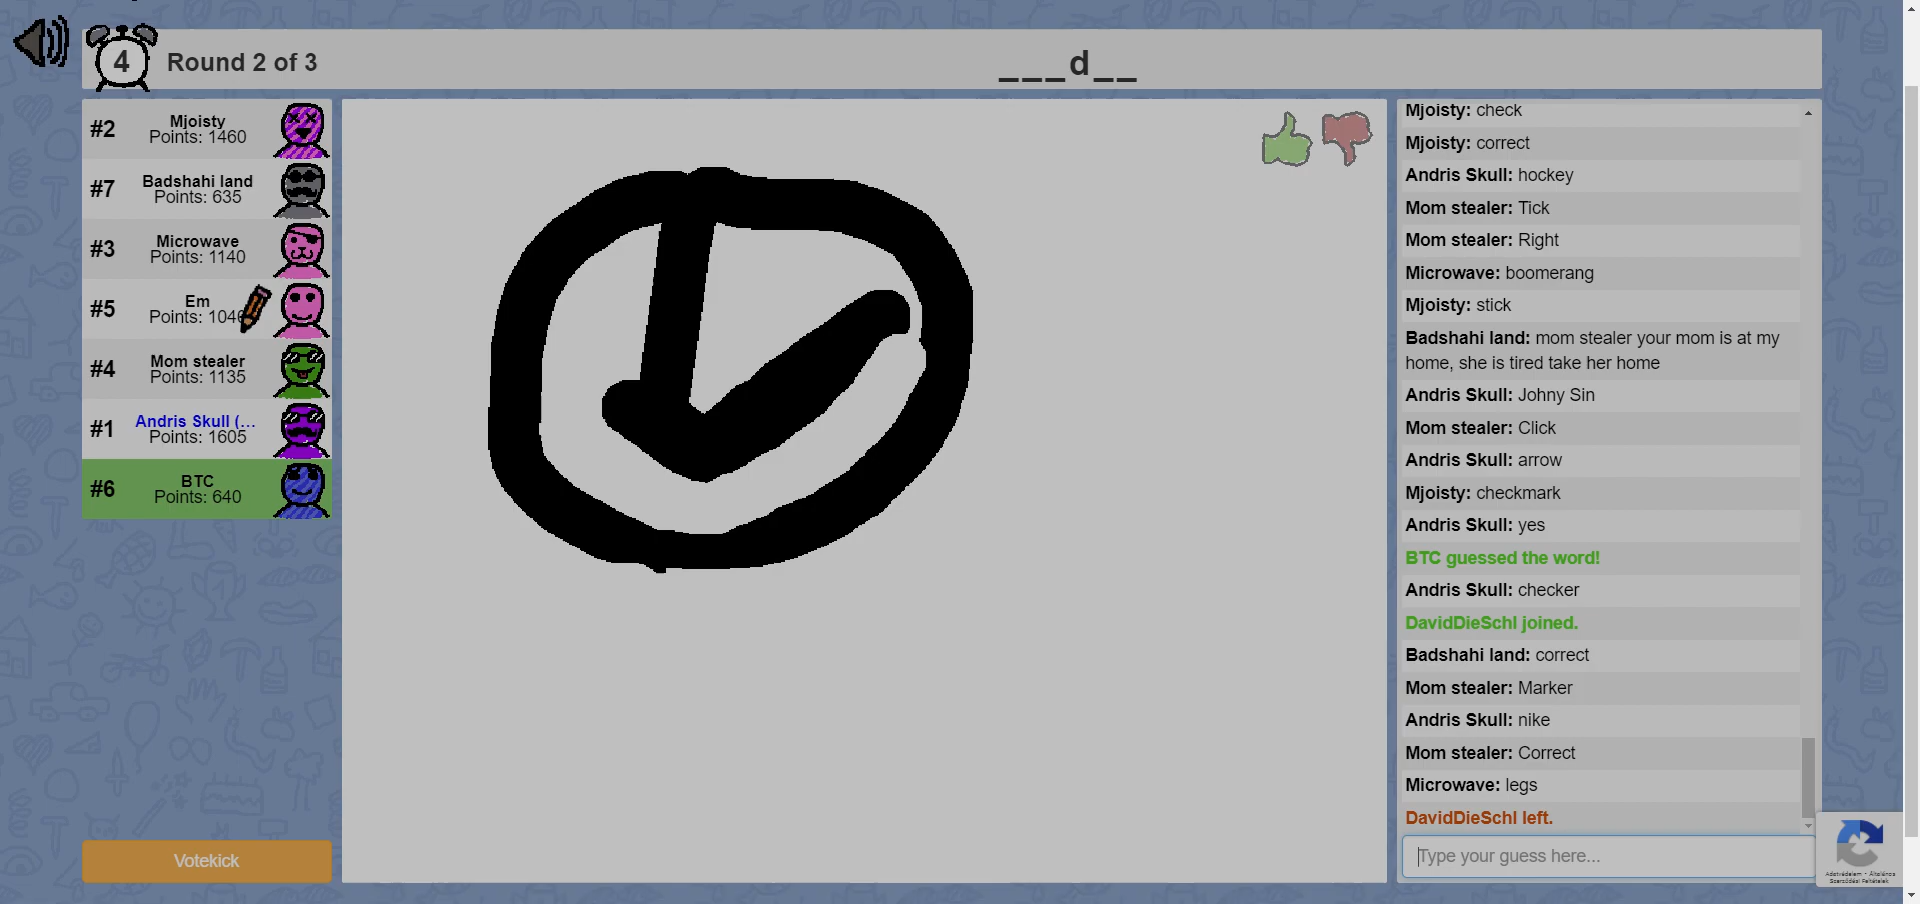 4
Round 2 of 3
___d__
#2
Mjoisty
Points: 1460
#7
Badshahi land
Points: 635
#3
Microwave
Points: 1140
#5
Em
Points: 104
#4
Mom stealer
Points: 1135
#1
Andris Skull (...
Points: 1605
#6
BTC
Points: 640
Votekick
Mjoisty: check
Mjoisty: correct
Andris Skull: hockey
Mom stealer: Tick
Mom stealer: Right
Microwave: boomerang
Mjoisty: stick
Badshahi land: mom stealer your mom is at my
home, she is tired take her home
Andris Skull: Johny Sin
Mom stealer: Click
Andris Skull: arrow
Mjoisty: checkmark
Andris Skull: yes
BTC guessed the word!
Andris Skull: checker
DavidDieSchl joined.
Badshahi land: correct
Mom stealer: Marker
Andris Skull: nike
Mom stealer: Correct
Microwave: legs
DavidDieSchl left.
Type your guess here...
Adatvédelem - Általános
Szerződési Feltételek